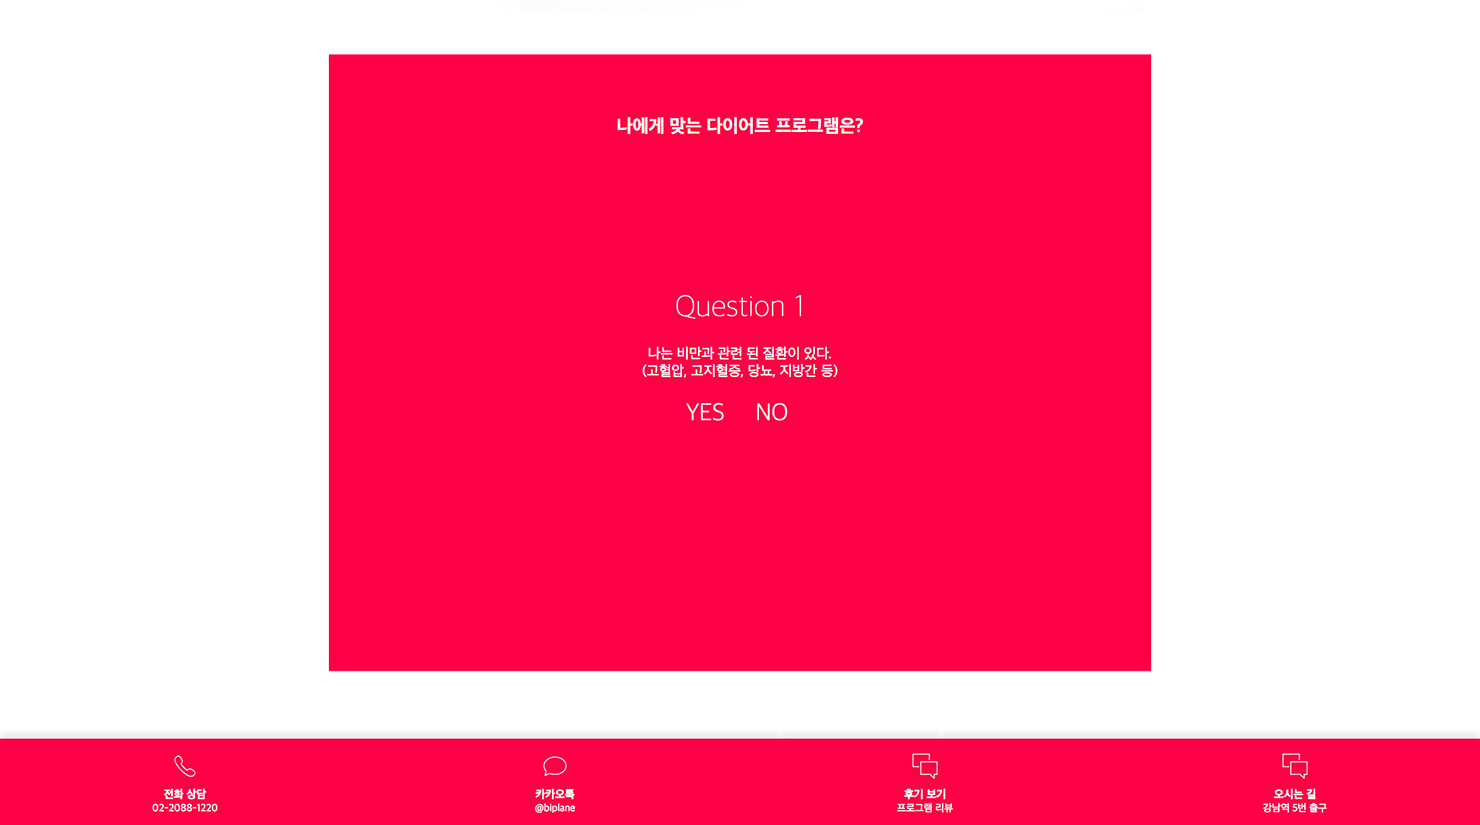 나에게 맞는 다이어트 프로그램은?
Question 1
나는 비만과 관련 된 질환이 있다.
(고혈압, 고지혈증, 당뇨, 지방간 등)
YES NO
전화 상담
02-2088-1220
카카오톡
@biplane
후기 보기
프로그램 리뷰
오시는 길
강남역 5번 출구